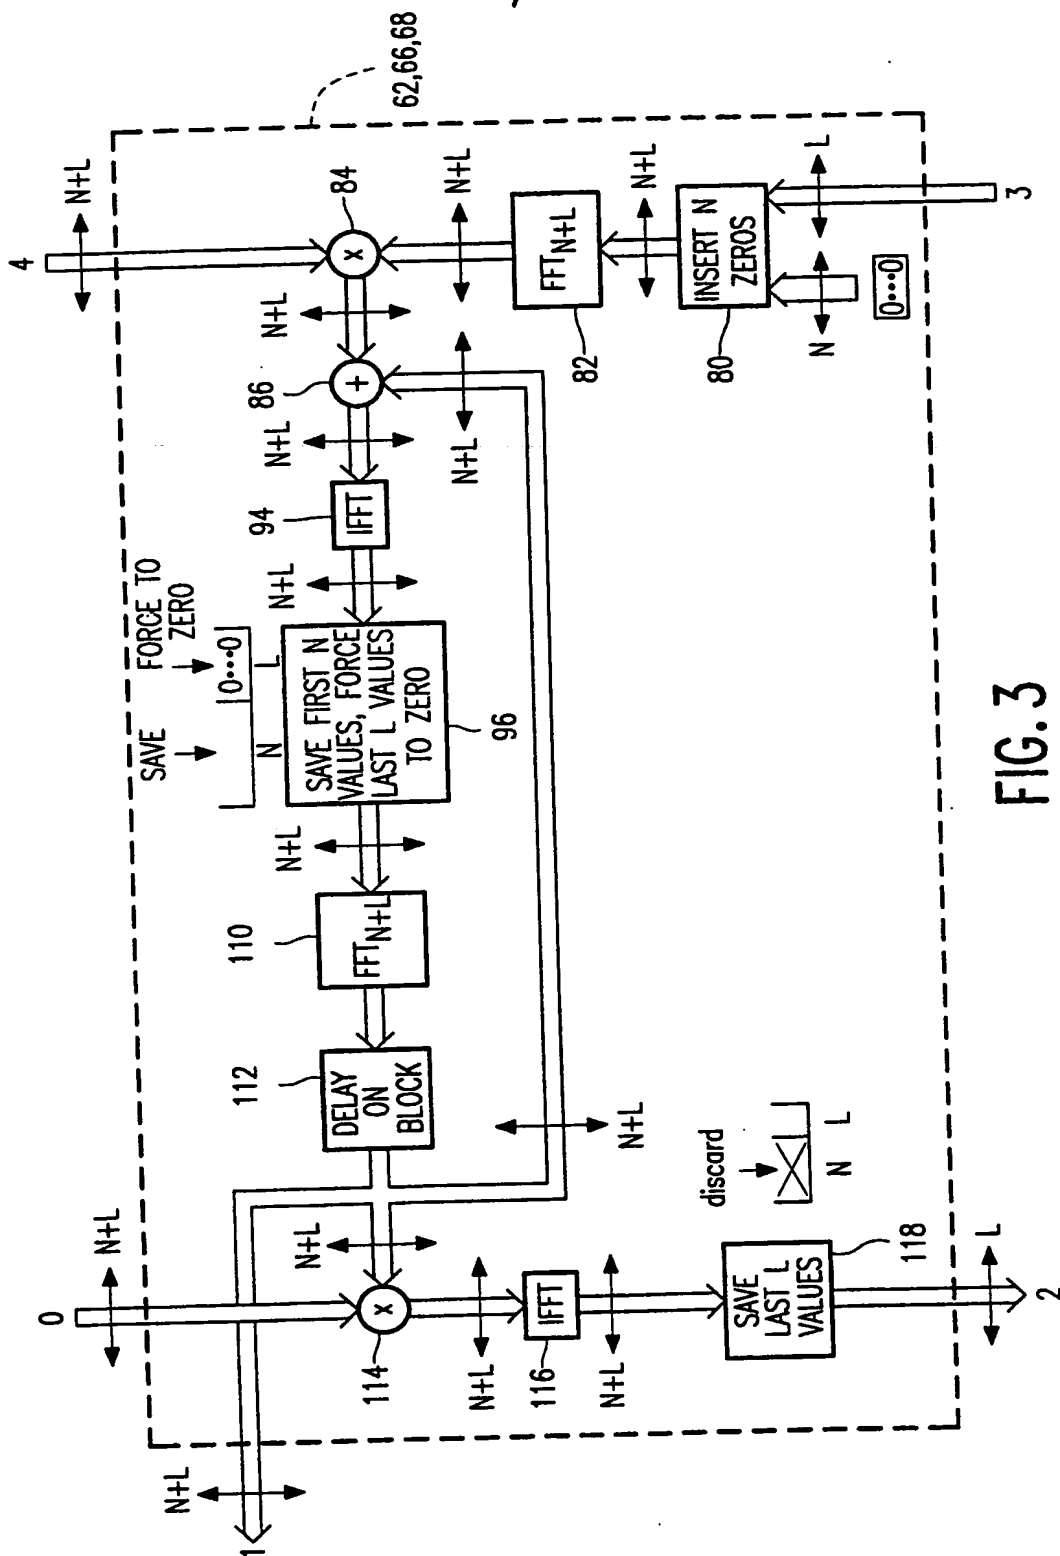 62,66,68
0
N+L
4
N+L
FORCE TO
ZERO
SAVE
0•••0
N
L
1
N+L
114
X
N+L
112
DELAY
ON
BLOCK
110
FFTN+L
N+L
SAVE FIRST N
VALUES, FORCE
LAST L VALUES
TO ZERO
96
N+L
94
IFFT
N+L
86
+
N+L
84
X
N+L
N+L
N+L
N+L
116
IFFT
N+L
82
FFTN+L
N+L
discard
N
L
SAVE
LAST L
VALUES
118
80
INSERT N
ZEROS
N
L
0•••0
L
2
3
FIG. 3